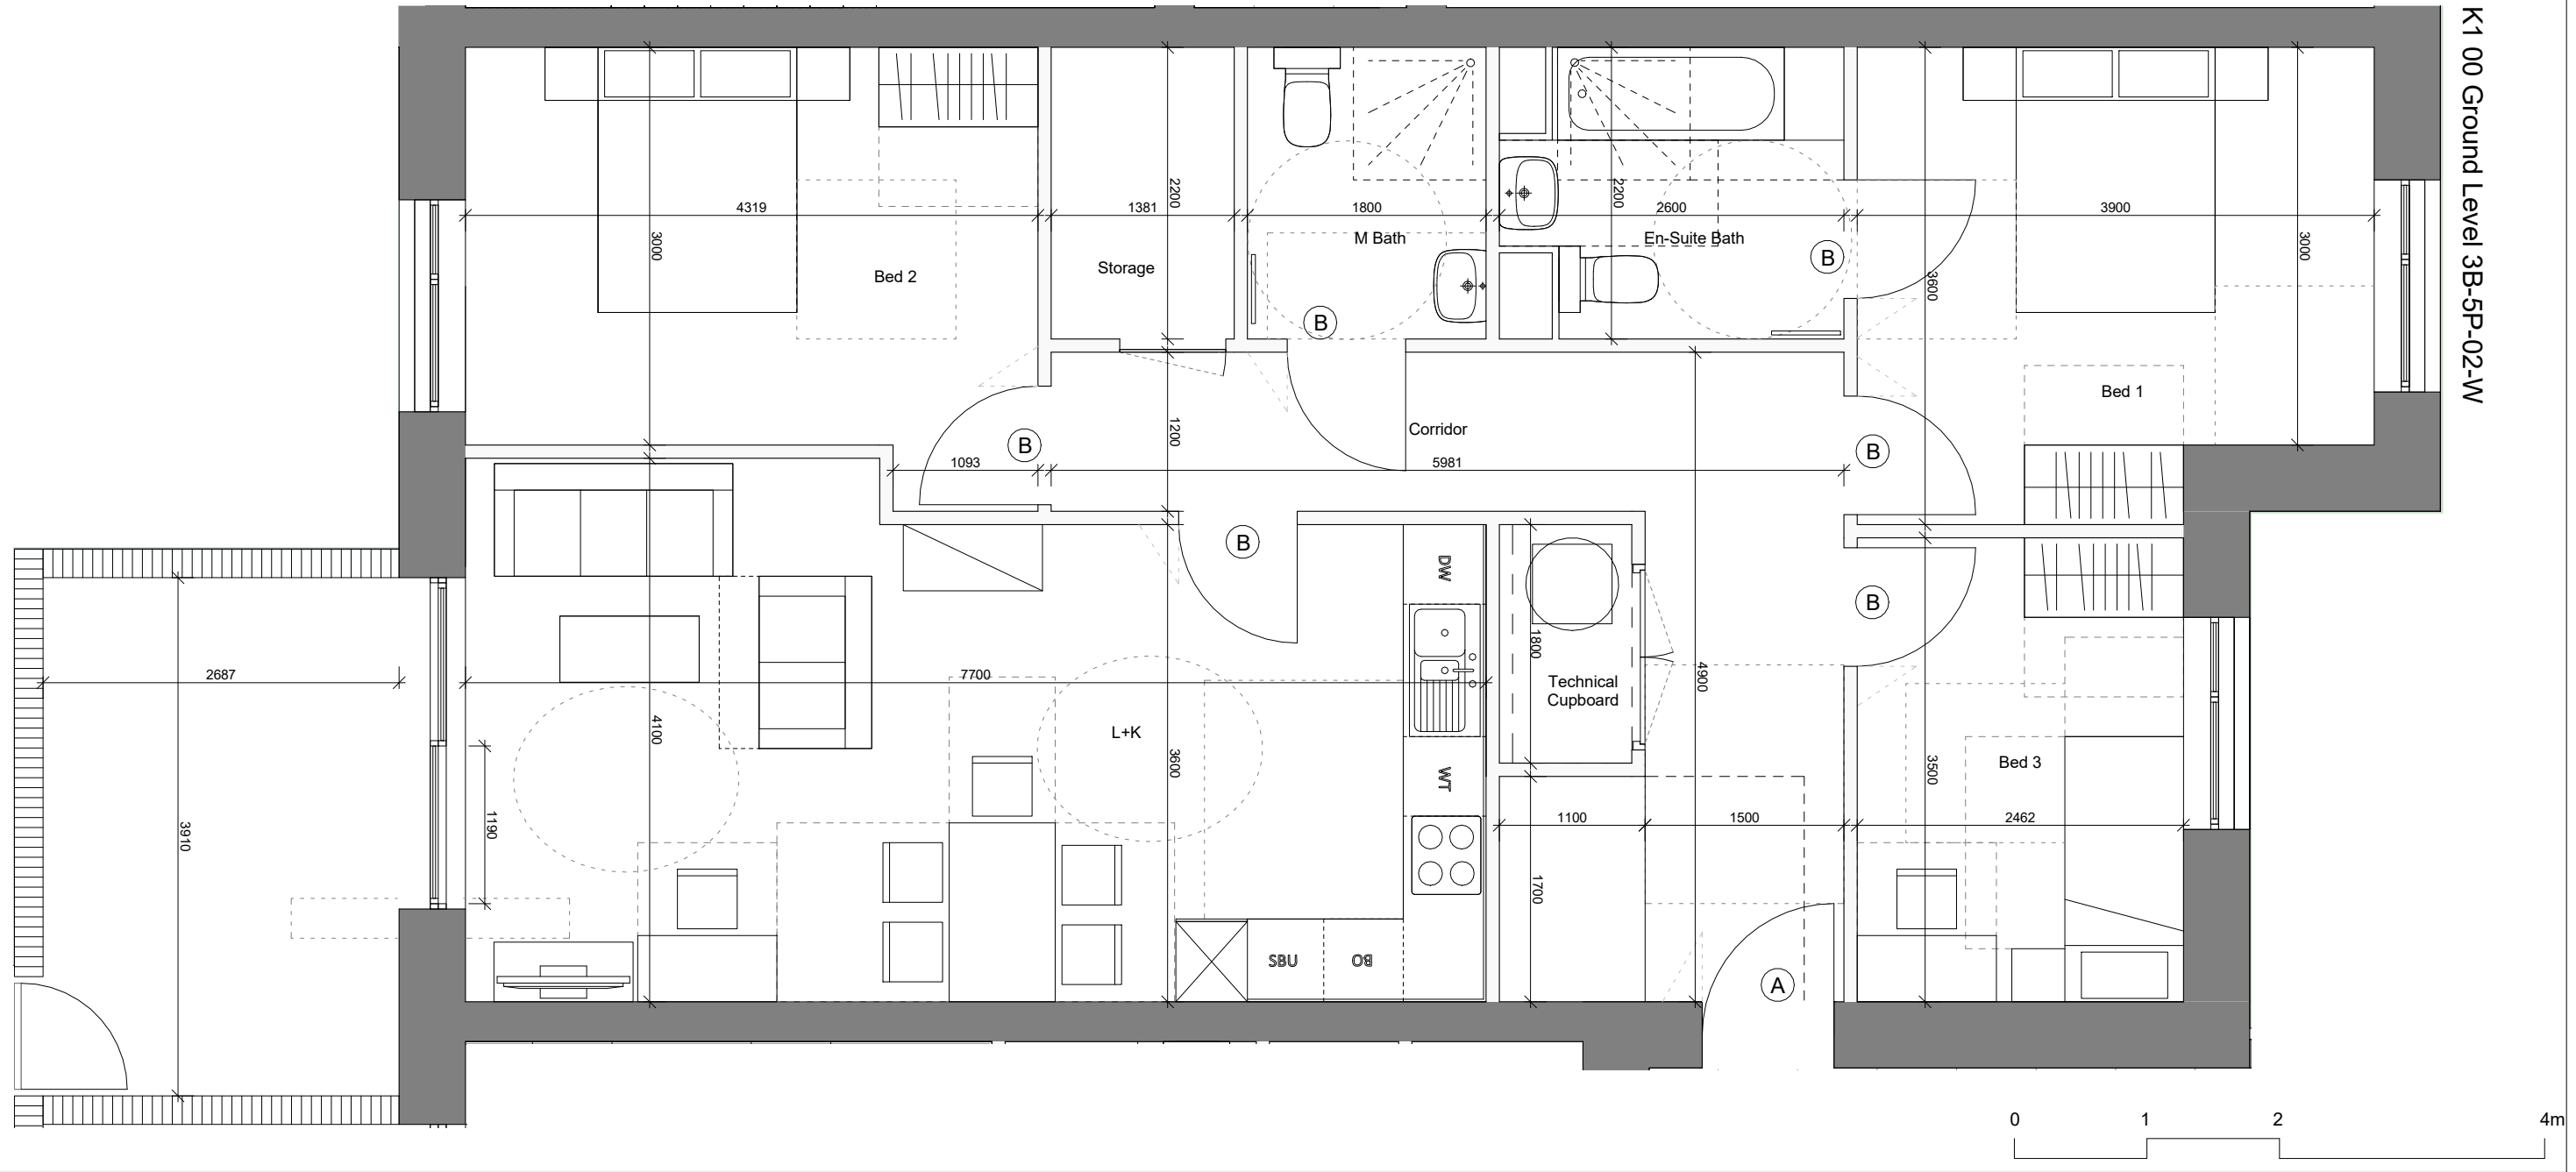 K1 00 Ground Level 3B-5P-02-W
4319
1381
1800
2600
3900
2200
2200
3000
3600
3000
M Bath
En-Suite Bath
B
Storage
Bed 2
B
Bed 1
1200
Corridor
B
B
1093
5981
B
DW
B
1800
2687
7700
4900
Technical
Cupboard
4100
L+K
3600
WT
3500
Bed 3
3910
1190
1100
1500
2462
1700
SBU
BO
A
0 1 2 4m